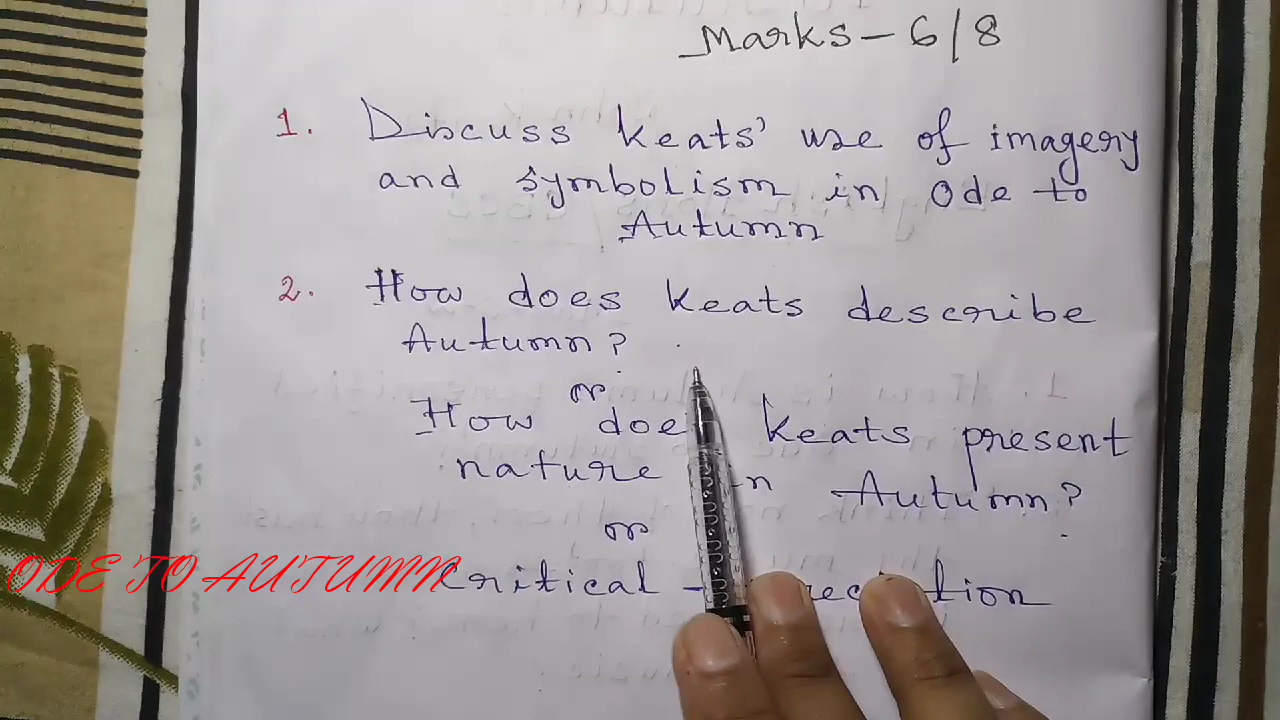 Marks - 6/8
1. Discuss Keats' use of imagery
and symbolism in Ode to
Autumn
2. How does Keats describe
Autumn?
or
How doe Keats present
nature in Autumn?
or
ODE TO AUTUMN
Critical